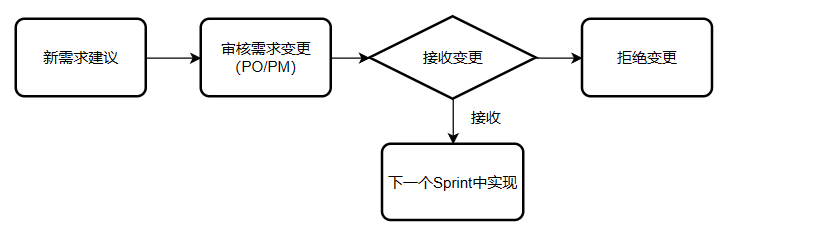 新需求建议
审核需求变更
(PO/PM)
接收变更
拒绝变更
接收
下一个Sprint中实现